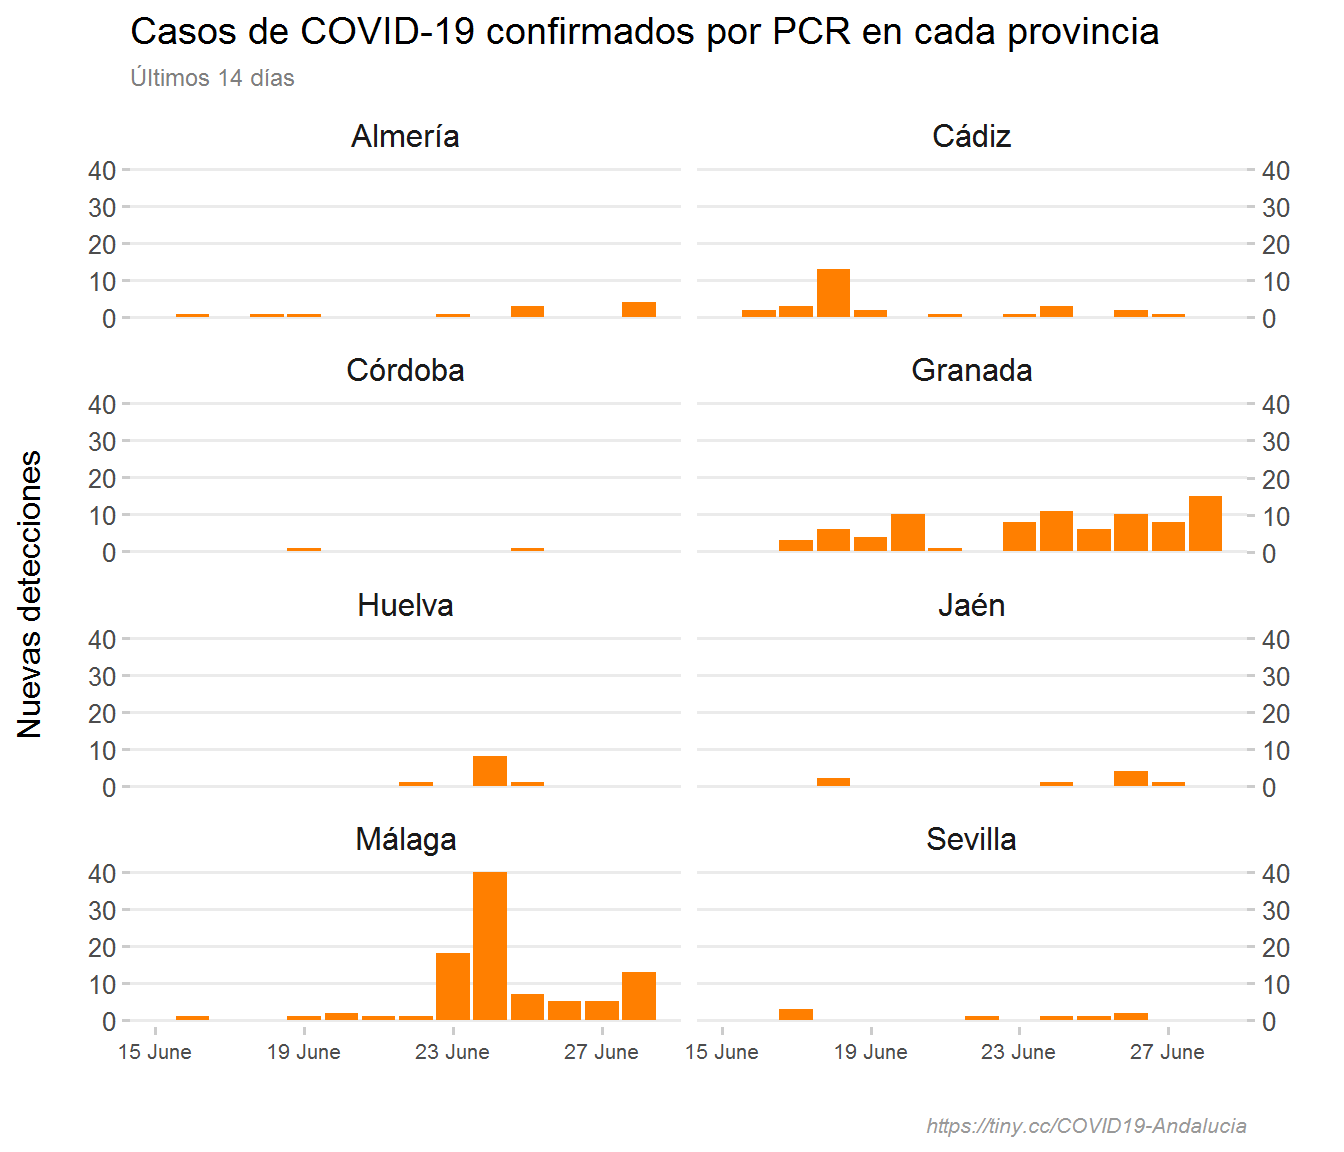 Casos de COVID-19 confirmados por PCR en cada provincia
Últimos 14 días
Nuevas detecciones
Almería
Cádiz
40
30
20
10
0
40
30
20
10
0
Córdoba
Granada
40
30
20
10
0
40
30
20
10
0
Huelva
Jaén
40
30
20
10
0
40
30
20
10
0
Málaga
Sevilla
40
30
20
10
0
40
30
20
10
0
15 June 19 June 23 June 27 June
15 June 19 June 23 June 27 June
https://tiny.cc/COVID19-Andalucia